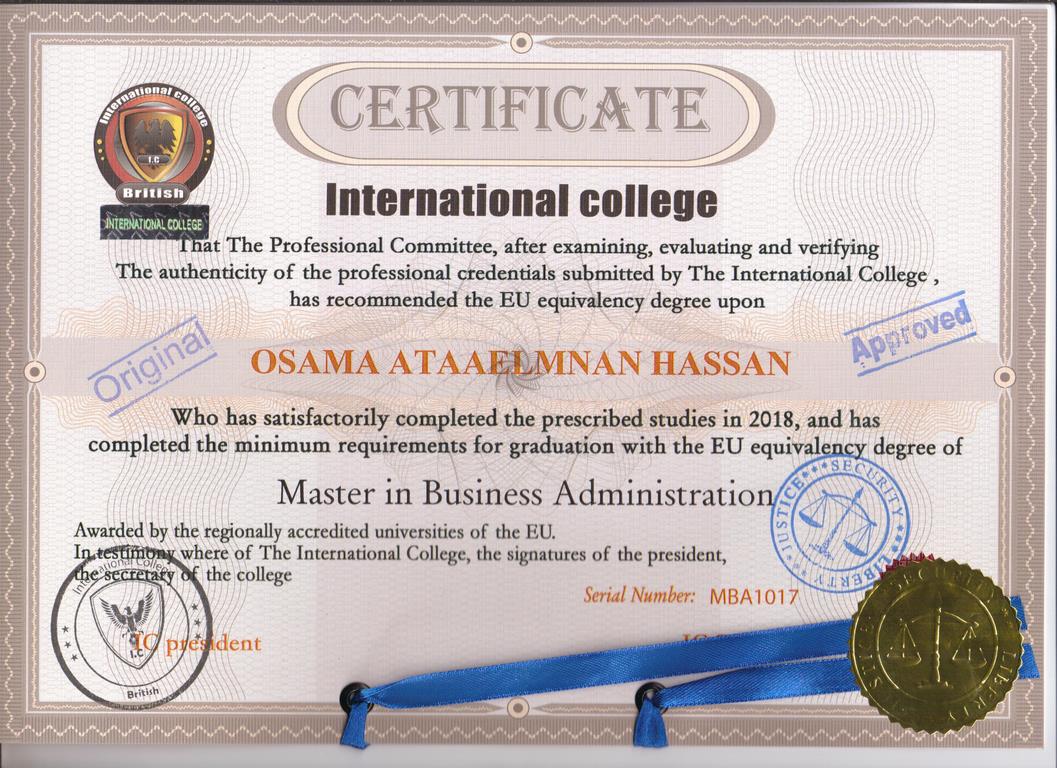 CERTIFICATE
International college
I.C
British
INTERNATIONAL COLLEGE
International college
That The Professional Committee, after examining, evaluating and verifying
The authenticity of the professional credentials submitted by The International College ,
has recommended the EU equivalency degree upon
Original
Approved
OSAMA ATAAELMNAN HASSAN
Who has satisfactorily completed the prescribed studies in 2018, and has
completed the minimum requirements for graduation with the EU equivalency degree of
Master in Business Administration
JUSTICE SECURITY LIBERTY
Awarded by the regionally accredited universities of the EU.
In testimony where of The International College, the signatures of the president,
the secretary of the college
International College
I.C
British
Serial Number: MBA1017
IC president
SECURITY LIBERTY